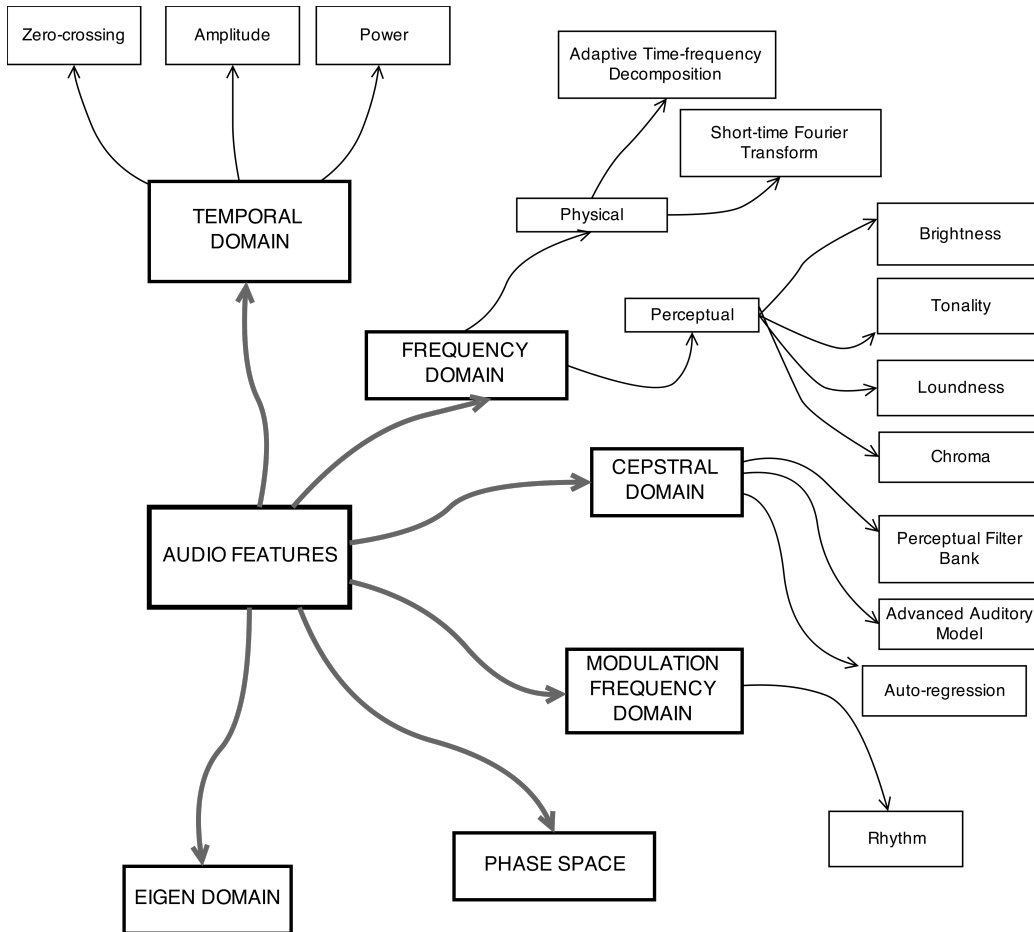 Zero-crossing
Amplitude
Power
Adaptive Time-frequency
Decomposition
Short-time Fourier
Transform
TEMPORAL
DOMAIN
Physical
Brightness
Perceptual
Tonality
FREQUENCY
DOMAIN
Loundness
Chroma
CEPSTRAL
DOMAIN
AUDIO FEATURES
Perceptual Filter
Bank
Advanced Auditory
Model
MODULATION
FREQUENCY
DOMAIN
Auto-regression
Rhythm
PHASE SPACE
EIGEN DOMAIN